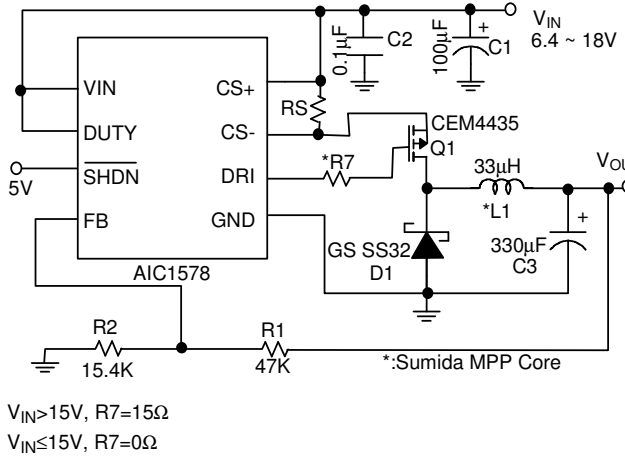 V_IN
6.4 ~ 18V
0.1µF
C2
100µF
+
C1
VIN
CS+
RS
DUTY
CS-
CEM4435
Q1
5V
SHDN
DRI
*R7
33µH
*L1
FB
GND
GS SS32
D1
+
330µF
C3
AIC1578
R2
15.4K
R1
47K
*:Sumida MPP Core
V_IN>15V, R7=15Ω
V_IN≤15V, R7=0Ω